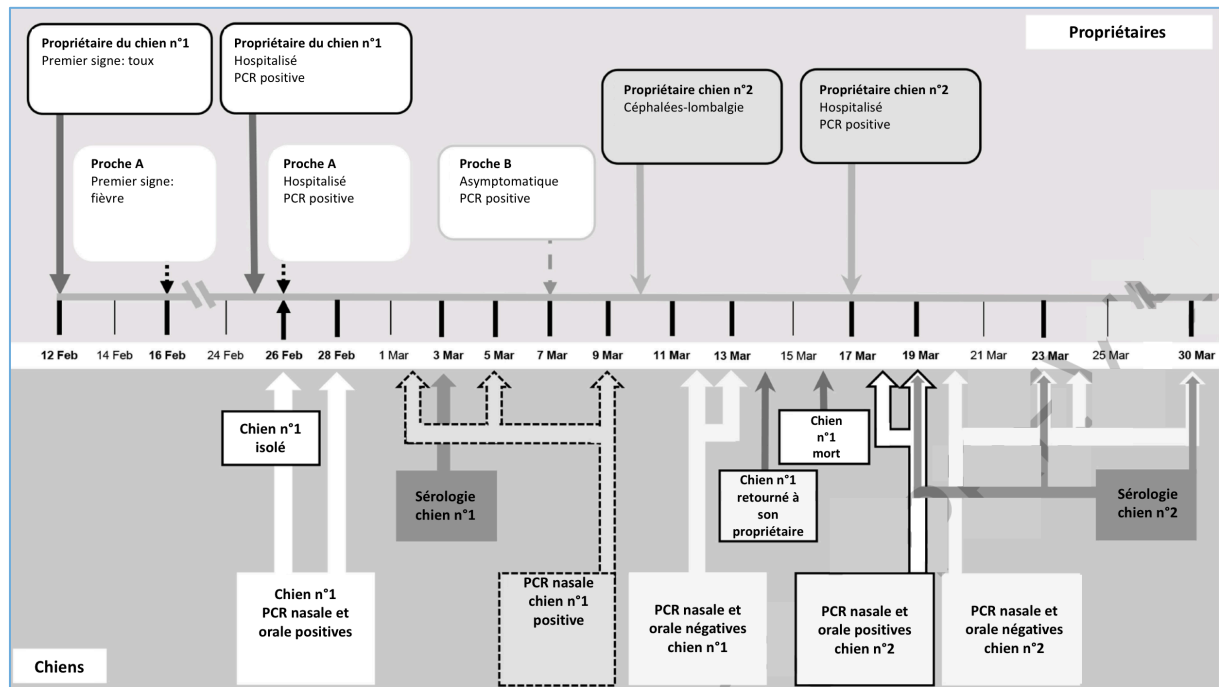 Propriétaires
Propriétaire du chien n°1
Premier signe: toux
Propriétaire du chien n°1
Hospitalisé
PCR positive
Propriétaire chien n°2
Céphalées-lombalgie
Propriétaire chien n°2
Hospitalisé
PCR positive
Proche A
Premier signe:
fièvre
Proche A
Hospitalisé
PCR positive
Proche B
Asymptomatique
PCR positive
12 Feb
14 Feb
16 Feb
24 Feb
26 Feb
28 Feb
1 Mar
3 Mar
5 Mar
7 Mar
9 Mar
11 Mar
13 Mar
15 Mar
17 Mar
19 Mar
21 Mar
23 Mar
25 Mar
30 Mar
Chien n°1
isolé
Chien
n°1
mort
Sérologie
chien n°1
Chien n°1
retourné à
son
propriétaire
Sérologie
chien n°2
Chien n°1
PCR nasale et
orale positives
PCR nasale
chien n°1
positive
PCR nasale et
orale négatives
chien n°1
PCR nasale et
orale positives
chien n°2
PCR nasale et
orale négatives
chien n°2
Chiens